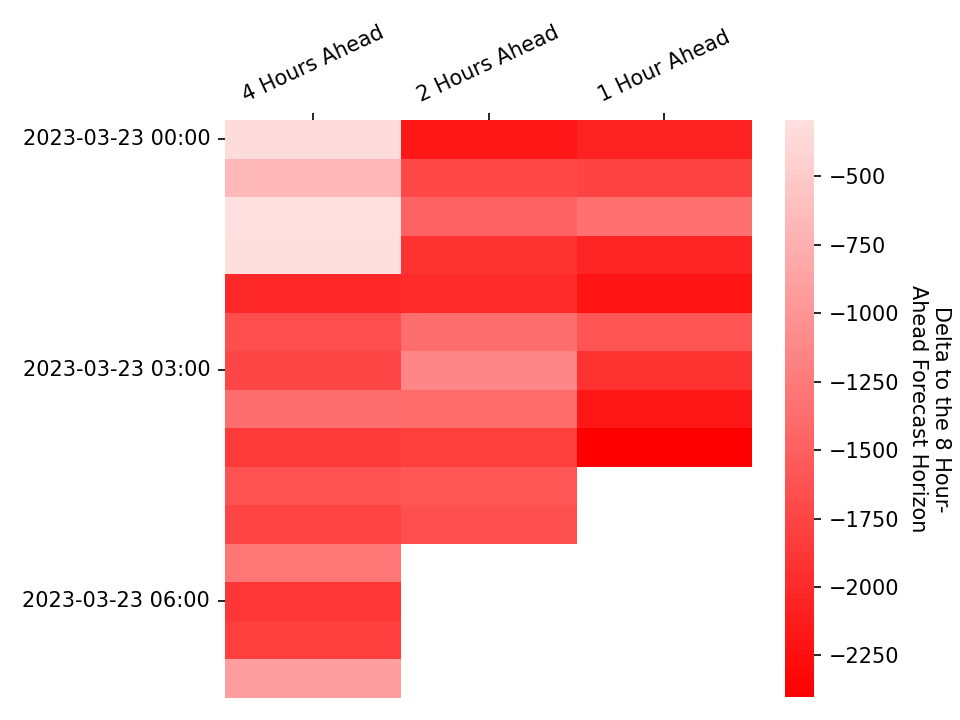 4 Hours Ahead
2 Hours Ahead
1 Hour Ahead
2023-03-23 00:00
2023-03-23 03:00
2023-03-23 06:00
−500
−750
−1000
−1250
−1500
−1750
−2000
−2250
Delta to the 8 Hour-
Ahead Forecast Horizon